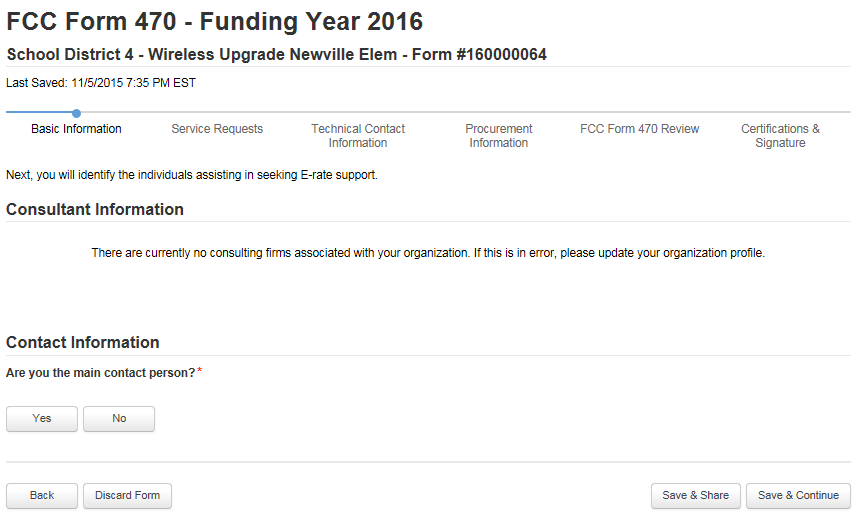 FCC Form 470 - Funding Year 2016
School District 4 - Wireless Upgrade Newville Elem - Form #160000064
Last Saved: 11/5/2015 7:35 PM EST
Basic Information
Service Requests
Technical Contact
Information
Procurement
Information
FCC Form 470 Review
Certifications &
Signature
Next, you will identify the individuals assisting in seeking E-rate support.
Consultant Information
There are currently no consulting firms associated with your organization. If this is in error, please update your organization profile.
Contact Information
Are you the main contact person?*
Yes No
Back Discard Form Save & Share Save & Continue